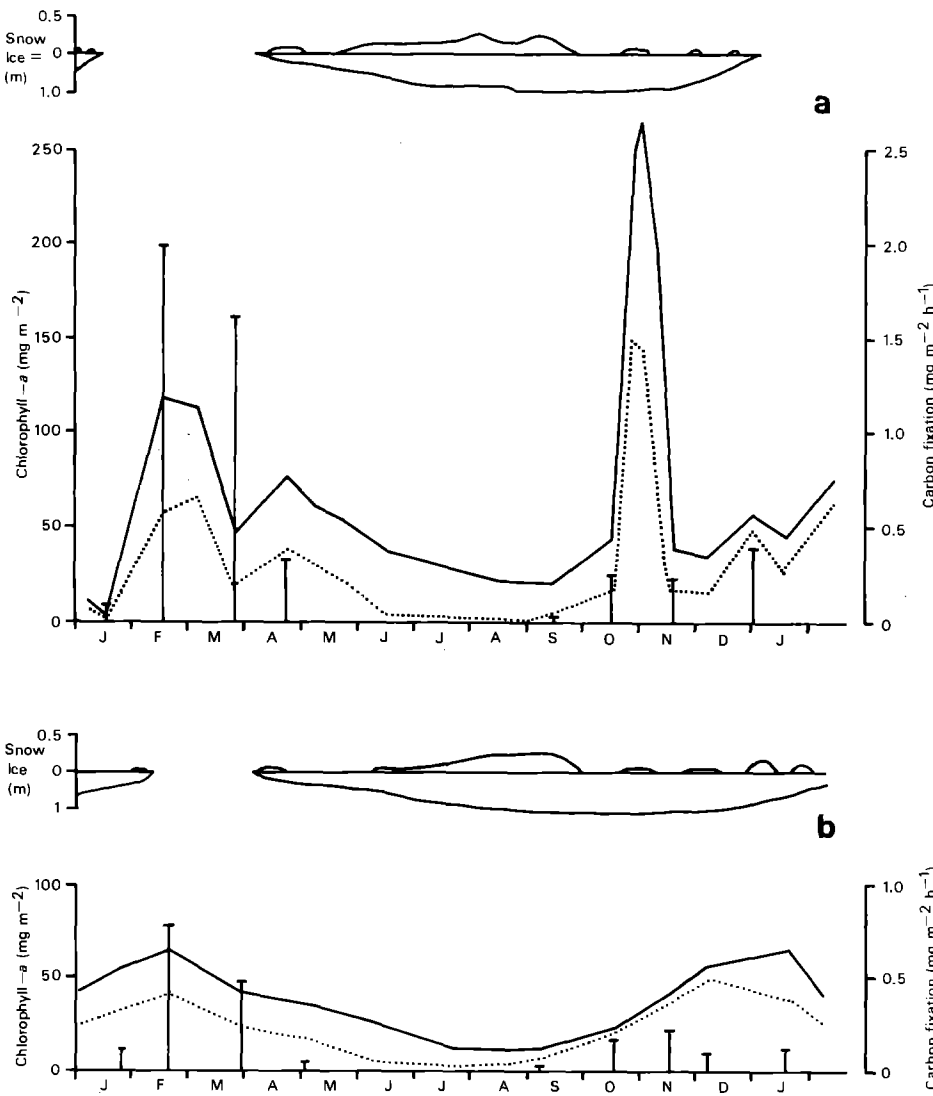 0.5
Snow
0
Ice =
(m)
1.0
a
250
200
150
100
50
0
Chlorophyll –a (mg m −2)
2.5
2.0
1.5
1.0
0.5
0
Carbon fixation (mg m−2 h−1)
J F M A M J J A S O N D J
0.5
Snow
0
Ice
(m)
1
b
100
50
0
Chlorophyll –a (mg m−2)
1.0
0.5
0
Carbon fixation (mg m−2 h−1)
J F M A M J J A S O N D J